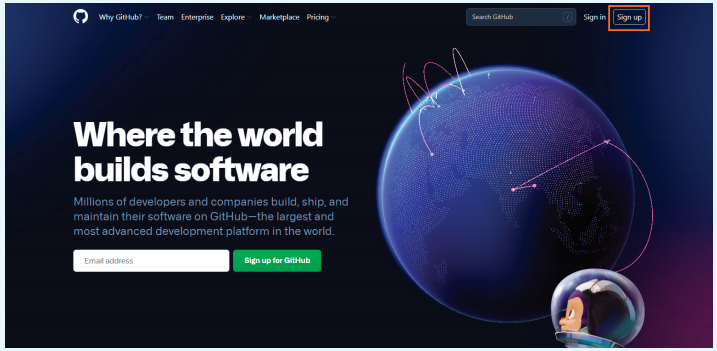 Why GitHub? Team Enterprise Explore Marketplace Pricing Search GitHub / Sign in Sign up
Where the world
builds software
Millions of developers and companies build, ship, and
maintain their software on GitHub—the largest and
most advanced development platform in the world.
Email address Sign up for GitHub